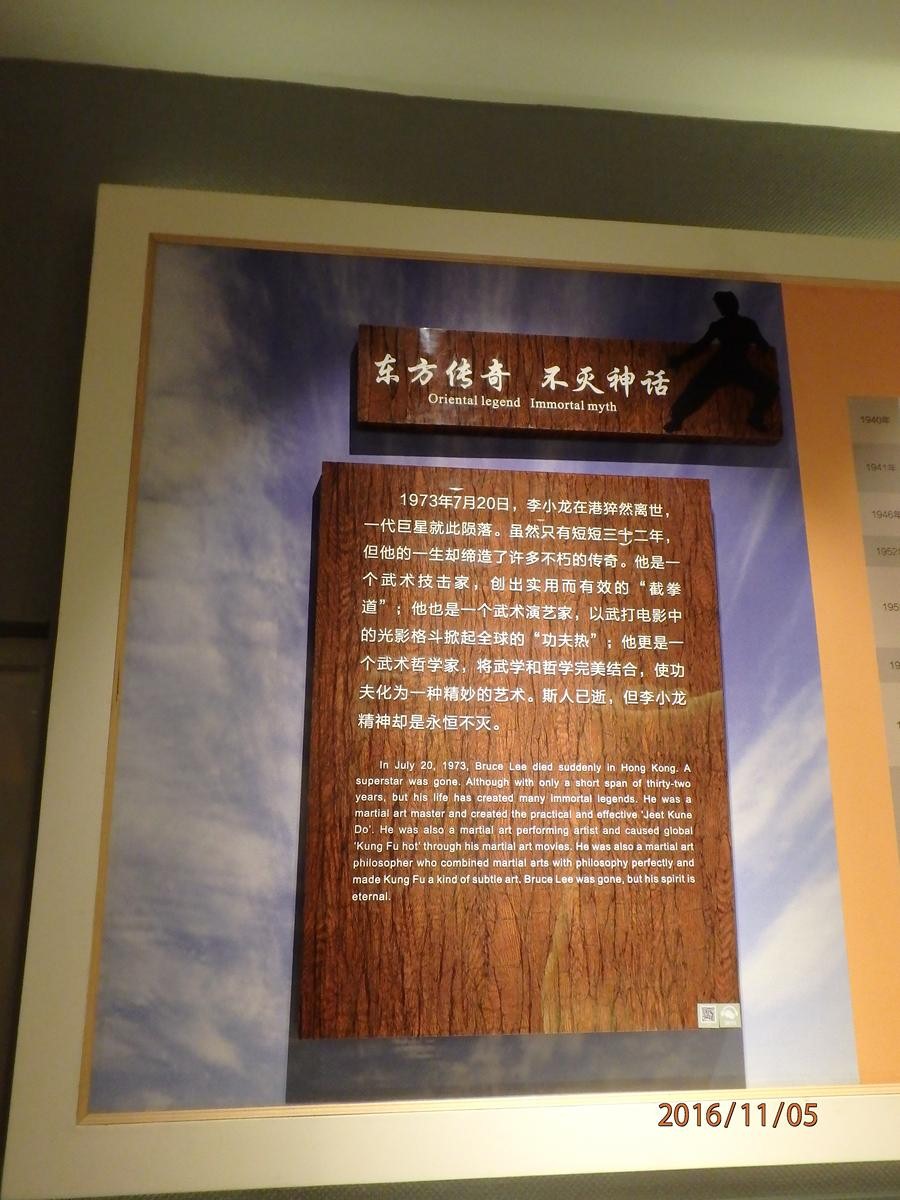 东方传奇 不灭神话
Oriental legend Immortal myth
1973年7月20日，李小龙在港猝然离世，
一代巨星就此陨落。虽然只有短短三十二年，
但他的一生却缔造了许多不朽的传奇。他是一
个武术技击家，创出实用而有效的“截拳
道”；他也是一个武术演艺家，以武打电影中
的光影格斗掀起全球的“功夫热”；他更是一
个武术哲学家，将武学和哲学完美结合，使功
夫化为一种精妙的艺术。斯人已逝，但李小龙
精神却是永恒不灭。
In July 20, 1973, Bruce Lee died suddenly in Hong Kong. A
superstar was gone. Although with only a short span of thirty-two
years, but his life has created many immortal legends. He was a
martial art master and created the practical and effective 'Jeet Kune
Do'. He was also a martial art performing artist and caused global
'Kung Fu hot' through his martial art movies. He was also a martial art
philosopher who combined martial arts with philosophy perfectly and
made Kung Fu a kind of subtle art. Bruce Lee was gone, but his spirit is
eternal.
1940年
1941年
1946年
2016/11/05